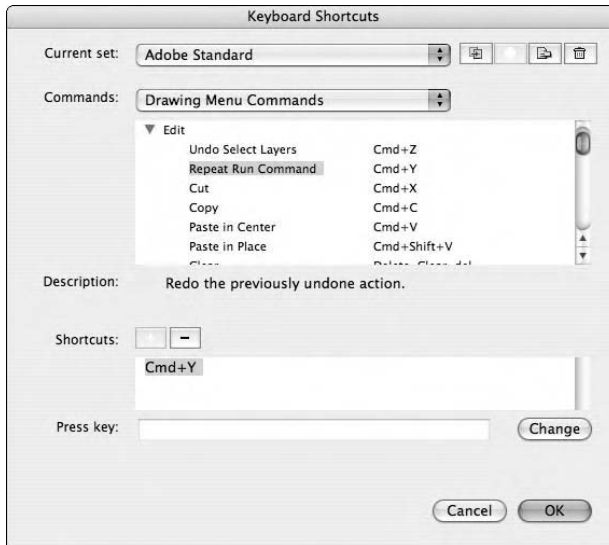 Keyboard Shortcuts
Current set: Adobe Standard
Commands: Drawing Menu Commands
Edit
Undo Select Layers Cmd+Z
Repeat Run Command Cmd+Y
Cut Cmd+X
Copy Cmd+C
Paste in Center Cmd+V
Paste in Place Cmd+Shift+V
Description: Redo the previously undone action.
Shortcuts: −
Cmd+Y
Press key: Change
Cancel OK